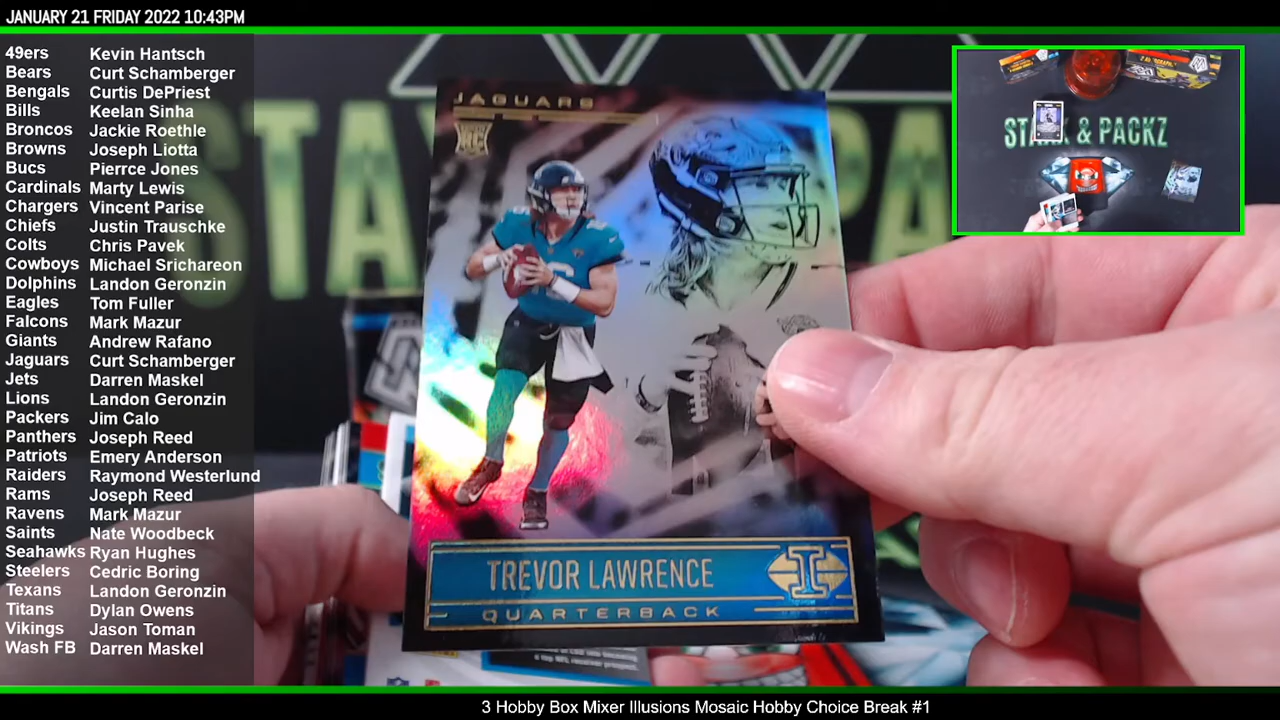 JANUARY 21 FRIDAY 2022 10:43PM
49ers Kevin Hantsch
Bears Curt Schamberger
Bengals Curtis DePriest
Bills Keelan Sinha
Broncos Jackie Roethle
Browns Joseph Liotta
Bucs Pierrce Jones
Cardinals Marty Lewis
Chargers Vincent Parise
Chiefs Justin Trauschke
Colts Chris Pavek
Cowboys Michael Srichareon
Dolphins Landon Geronzin
Eagles Tom Fuller
Falcons Mark Mazur
Giants Andrew Rafano
Jaguars Curt Schamberger
Jets Darren Maskel
Lions Landon Geronzin
Packers Jim Calo
Panthers Joseph Reed
Patriots Emery Anderson
Raiders Raymond Westerlund
Rams Joseph Reed
Ravens Mark Mazur
Saints Nate Woodbeck
Seahawks Ryan Hughes
Steelers Cedric Boring
Texans Landon Geronzin
Titans Dylan Owens
Vikings Jason Toman
Wash FB Darren Maskel
JAGUARS
RC
16
TREVOR LAWRENCE
I
QUARTERBACK
a top NFL receiver prospect.
& PACKZ
3 Hobby Box Mixer Illusions Mosaic Hobby Choice Break #1